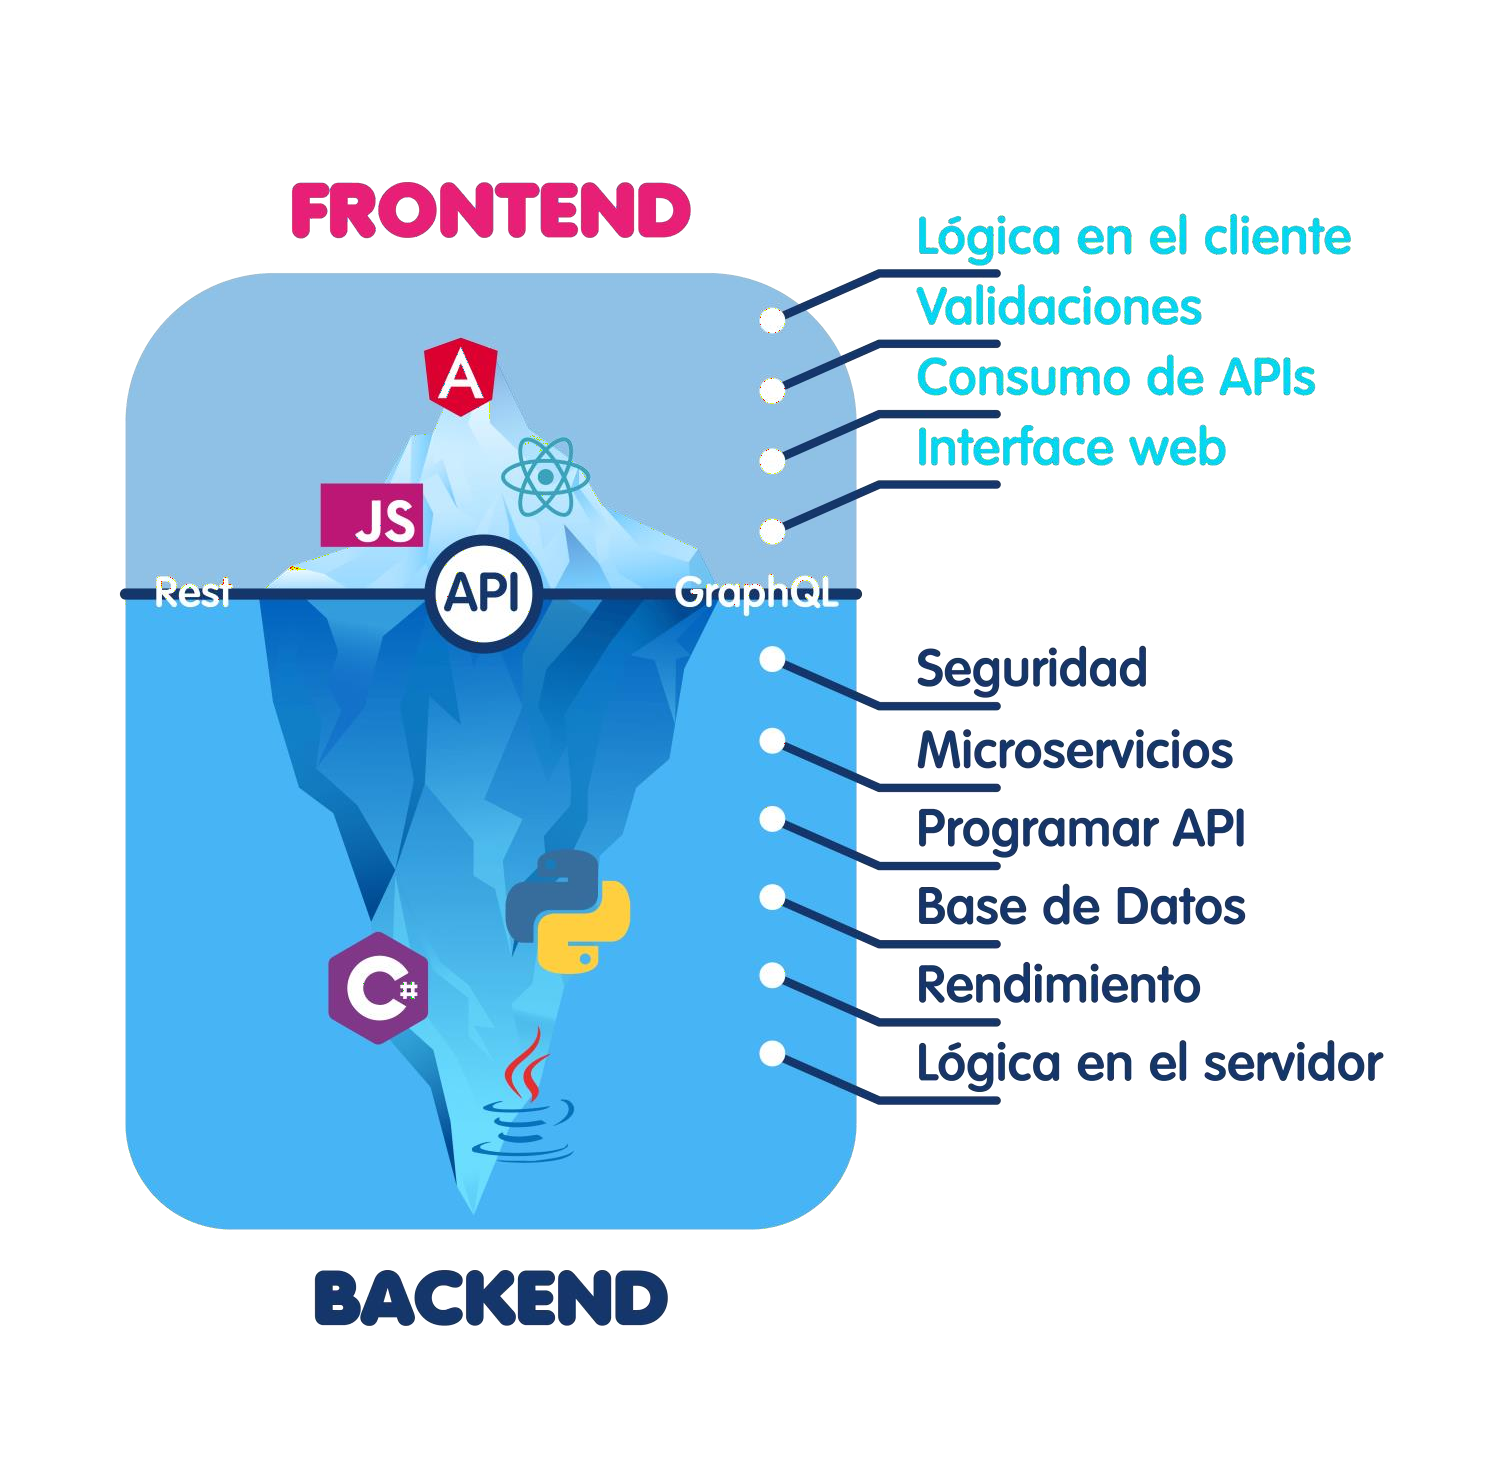 FRONTEND
Lógica en el cliente
Validaciones
Consumo de APIs
Interface web
A
JS
Rest
API
GraphQL
Seguridad
Microservicios
Programar API
Base de Datos
Rendimiento
Lógica en el servidor
C#
BACKEND